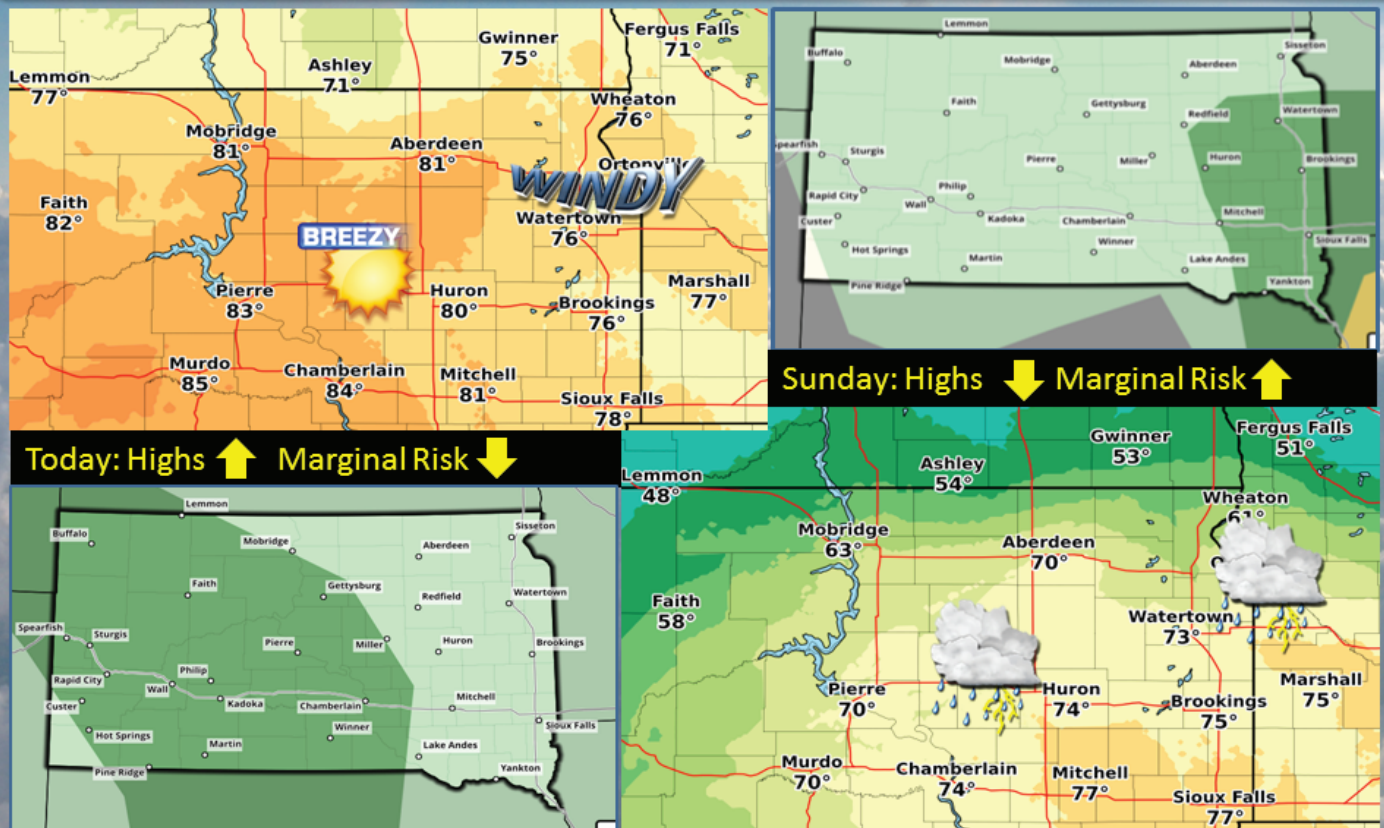 Gwinner
75°
Fergus Falls
71°
Ashley
71°
Lemmon
77°
Wheaton
76°
Mobridge
81°
Aberdeen
81°
Ortonville
WINDY
Faith
82°
Watertown
76°
BREEZY
Marshall
77°
Pierre
83°
Huron
80°
Brookings
76°
Murdo
85°
Chamberlain
84°
Mitchell
81°
Sioux Falls
78°
Lemmon
Buffalo
Sisseton
Mobridge
Aberdeen
Faith
Gettysburg
Redfield
Watertown
Spearfish
Sturgis
Pierre
Miller
Huron
Brookings
Rapid City
Philip
Wall
Kadoka
Chamberlain
Mitchell
Custer
Winner
Sioux Falls
Hot Springs
Martin
Lake Andes
Pine Ridge
Yankton
Sunday: Highs Marginal Risk
Today: Highs Marginal Risk
Lemmon
Buffalo
Sisseton
Mobridge
Aberdeen
Faith
Gettysburg
Redfield
Watertown
Spearfish
Sturgis
Pierre
Miller
Huron
Brookings
Rapid City
Philip
Wall
Kadoka
Chamberlain
Mitchell
Custer
Winner
Sioux Falls
Hot Springs
Martin
Lake Andes
Pine Ridge
Yankton
Gwinner
53°
Fergus Falls
51°
Ashley
54°
Lemmon
48°
Wheaton
61°
Mobridge
63°
Aberdeen
70°
Faith
58°
Watertown
73°
Marshall
75°
Pierre
70°
Huron
74°
Brookings
75°
Murdo
70°
Chamberlain
74°
Mitchell
77°
Sioux Falls
77°